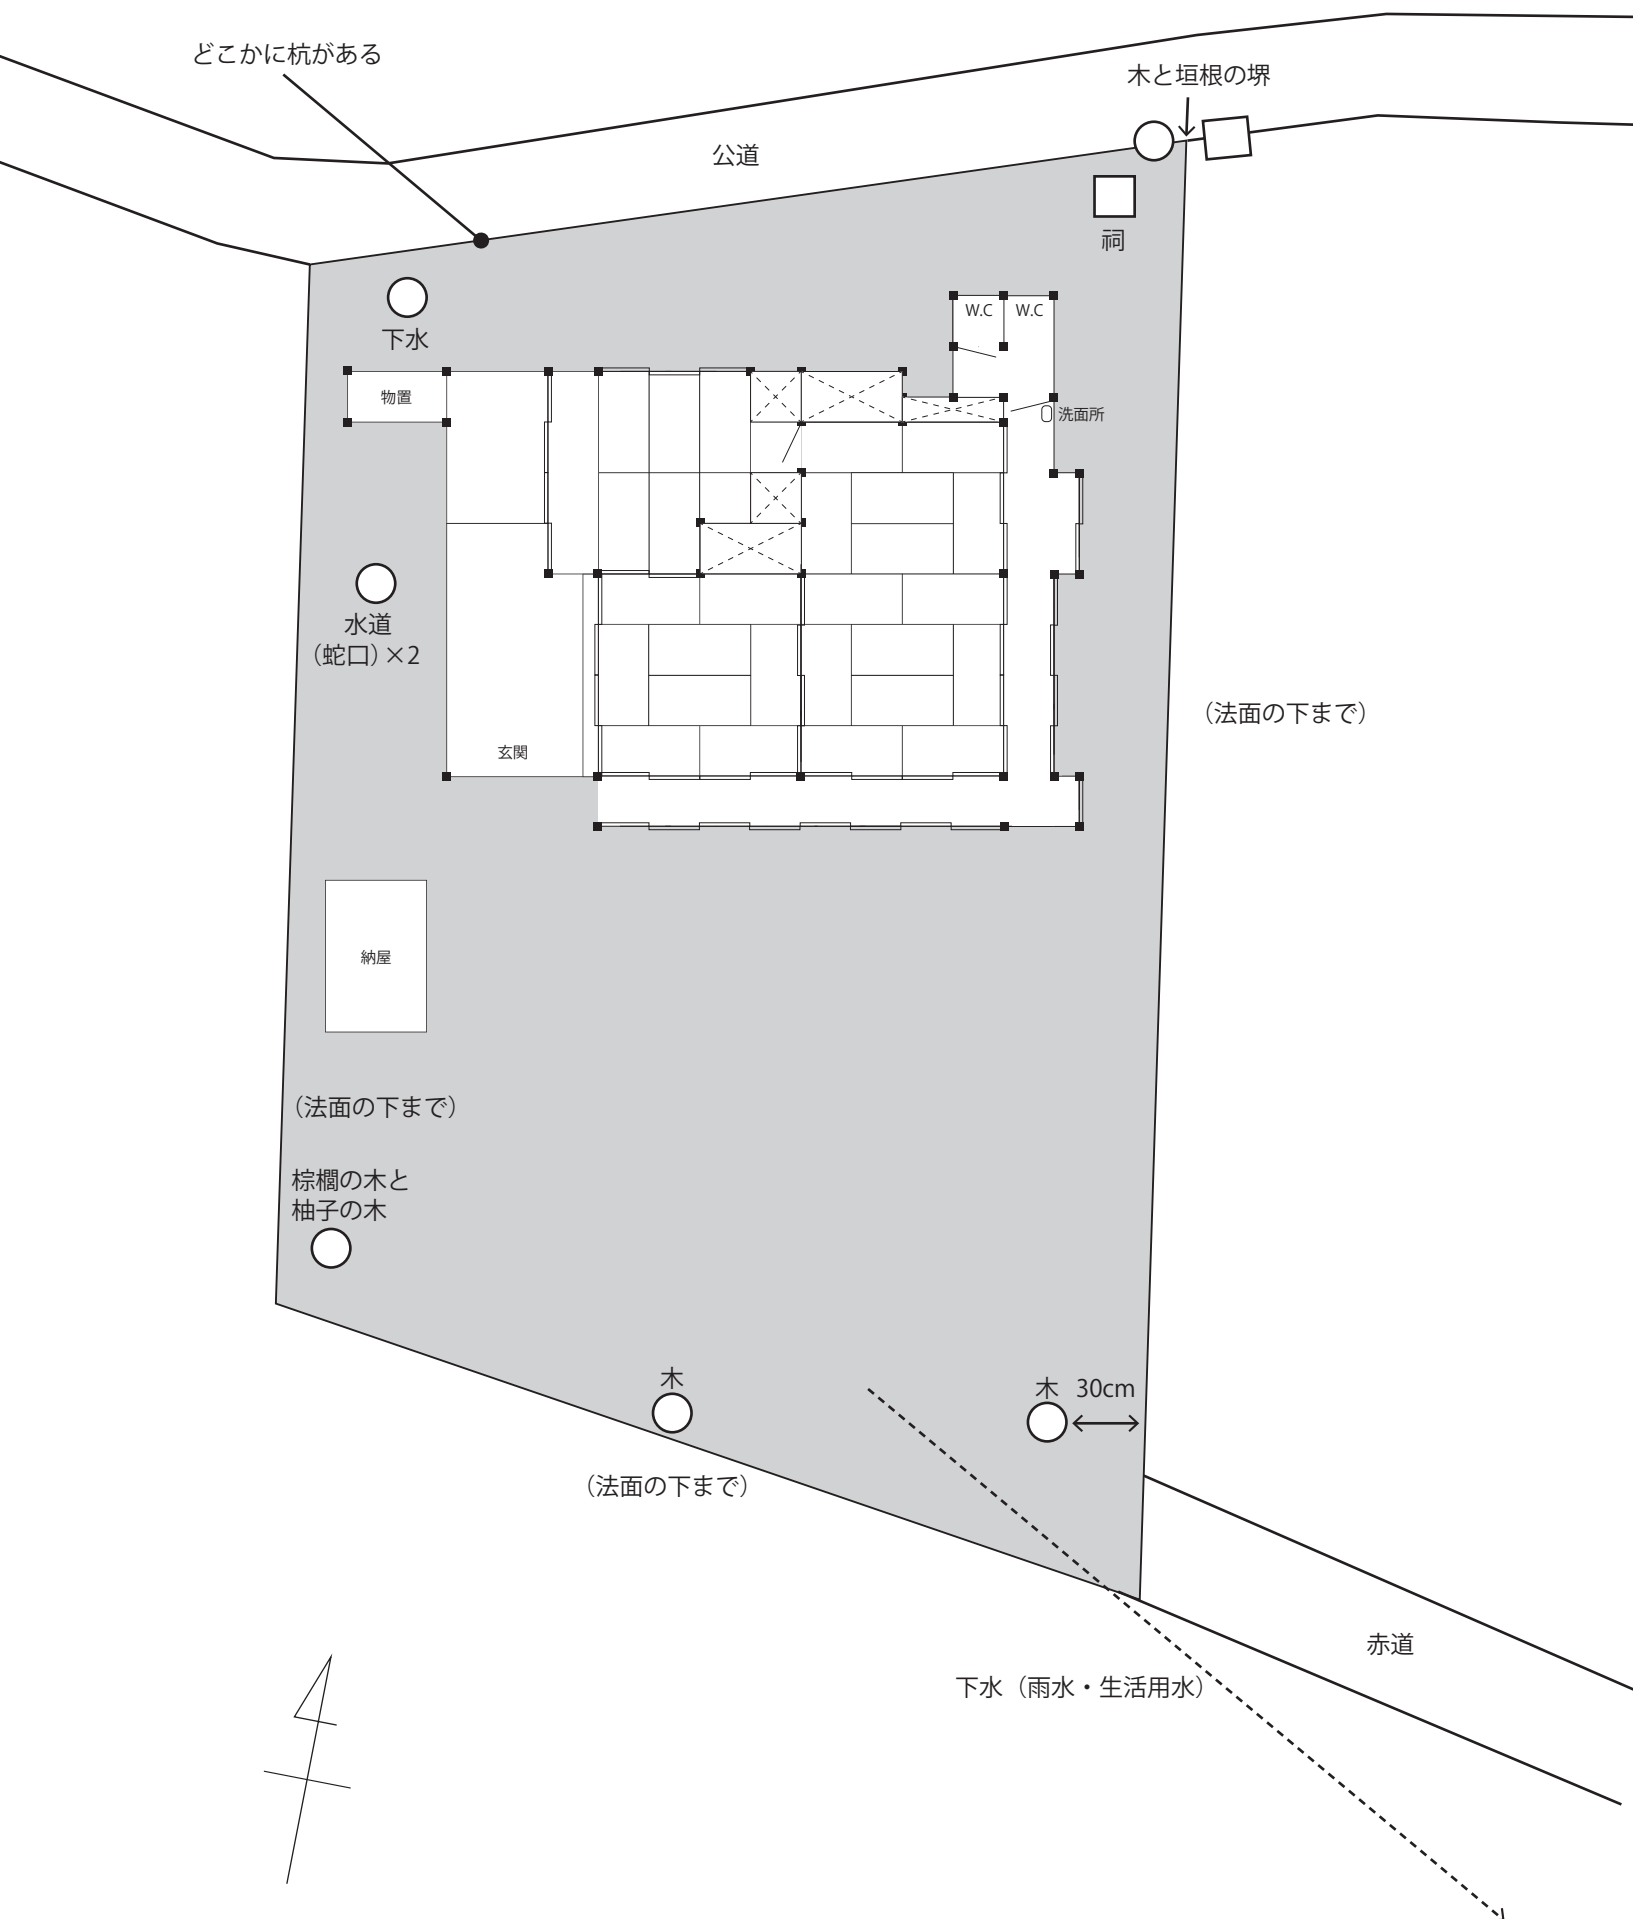 どこかに杭がある
木と垣根の堺
公道
祠
下水
W.C
W.C
物置
洗面所
水道
（蛇口）×2
（法面の下まで）
玄関
納屋
（法面の下まで）
棕櫚の木と
柚子の木
木
木
30cm
（法面の下まで）
赤道
下水（雨水・生活用水）